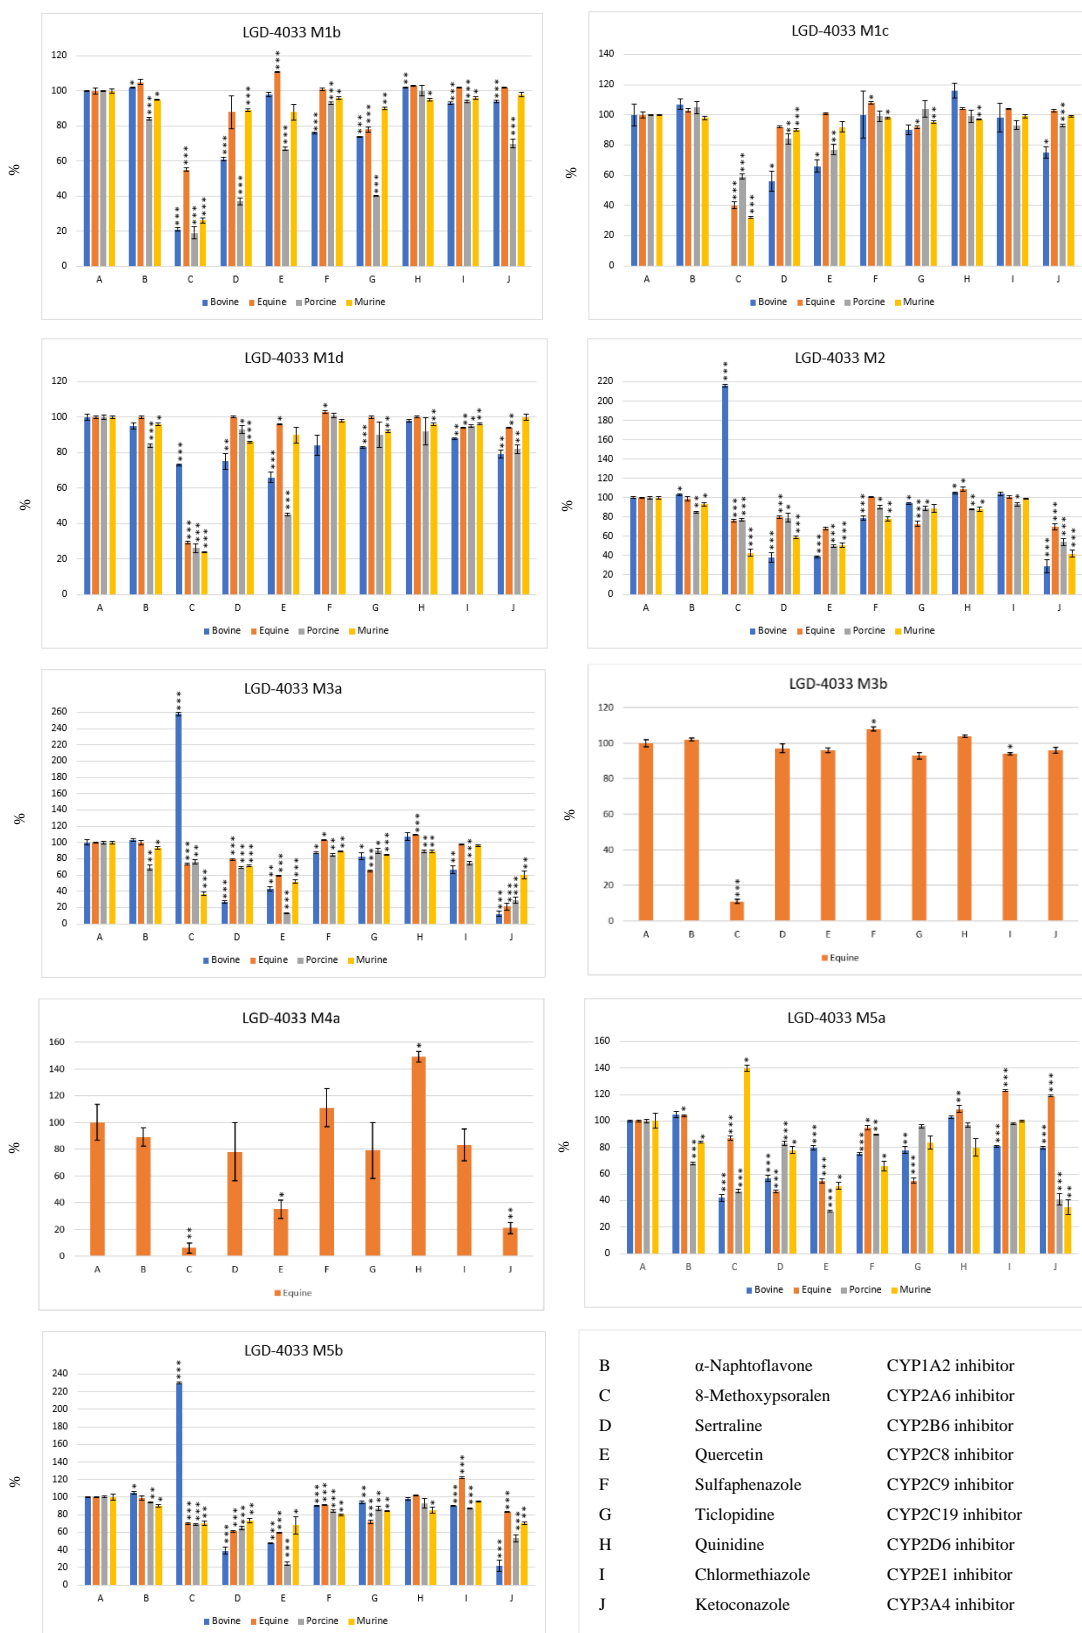 LGD-4033 M1b
120
100
80
60
40
20
0
%
A B C D E F G H I J
Bovine Equine Porcine Murine
LGD-4033 M1c
140
120
100
80
60
40
20
0
%
A B C D E F G H I J
Bovine Equine Porcine Murine
LGD-4033 M1d
120
100
80
60
40
20
0
%
A B C D E F G H I J
Bovine Equine Porcine Murine
LGD-4033 M2
220
200
180
160
140
120
100
80
60
40
20
0
%
A B C D E F G H I J
Bovine Equine Porcine Murine
LGD-4033 M3a
260
240
220
200
180
160
140
120
100
80
60
40
20
0
%
A B C D E F G H I J
Bovine Equine Porcine Murine
LGD-4033 M3b
120
100
80
60
40
20
0
%
A B C D E F G H I J
Equine
LGD-4033 M4a
160
140
120
100
80
60
40
20
0
%
A B C D E F G H I J
Equine
LGD-4033 M5a
160
140
120
100
80
60
40
20
0
%
A B C D E F G H I J
Bovine Equine Porcine Murine
LGD-4033 M5b
240
220
200
180
160
140
120
100
80
60
40
20
0
%
A B C D E F G H I J
Bovine Equine Porcine Murine
B α-Naphtoflavone CYP1A2 inhibitor
C 8-Methoxypsoralen CYP2A6 inhibitor
D Sertraline CYP2B6 inhibitor
E Quercetin CYP2C8 inhibitor
F Sulfaphenazole CYP2C9 inhibitor
G Ticlopidine CYP2C19 inhibitor
H Quinidine CYP2D6 inhibitor
I Chlormethiazole CYP2E1 inhibitor
J Ketoconazole CYP3A4 inhibitor